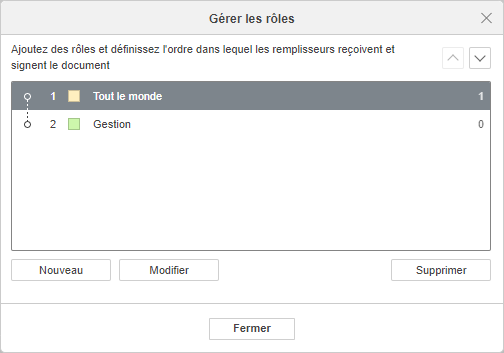 Gérer les rôles
Ajoutez des rôles et définissez l'ordre dans lequel les remplisseurs reçoivent et
signent le document
1 Tout le monde 1
2 Gestion 0
Nouveau Modifier Supprimer
Fermer